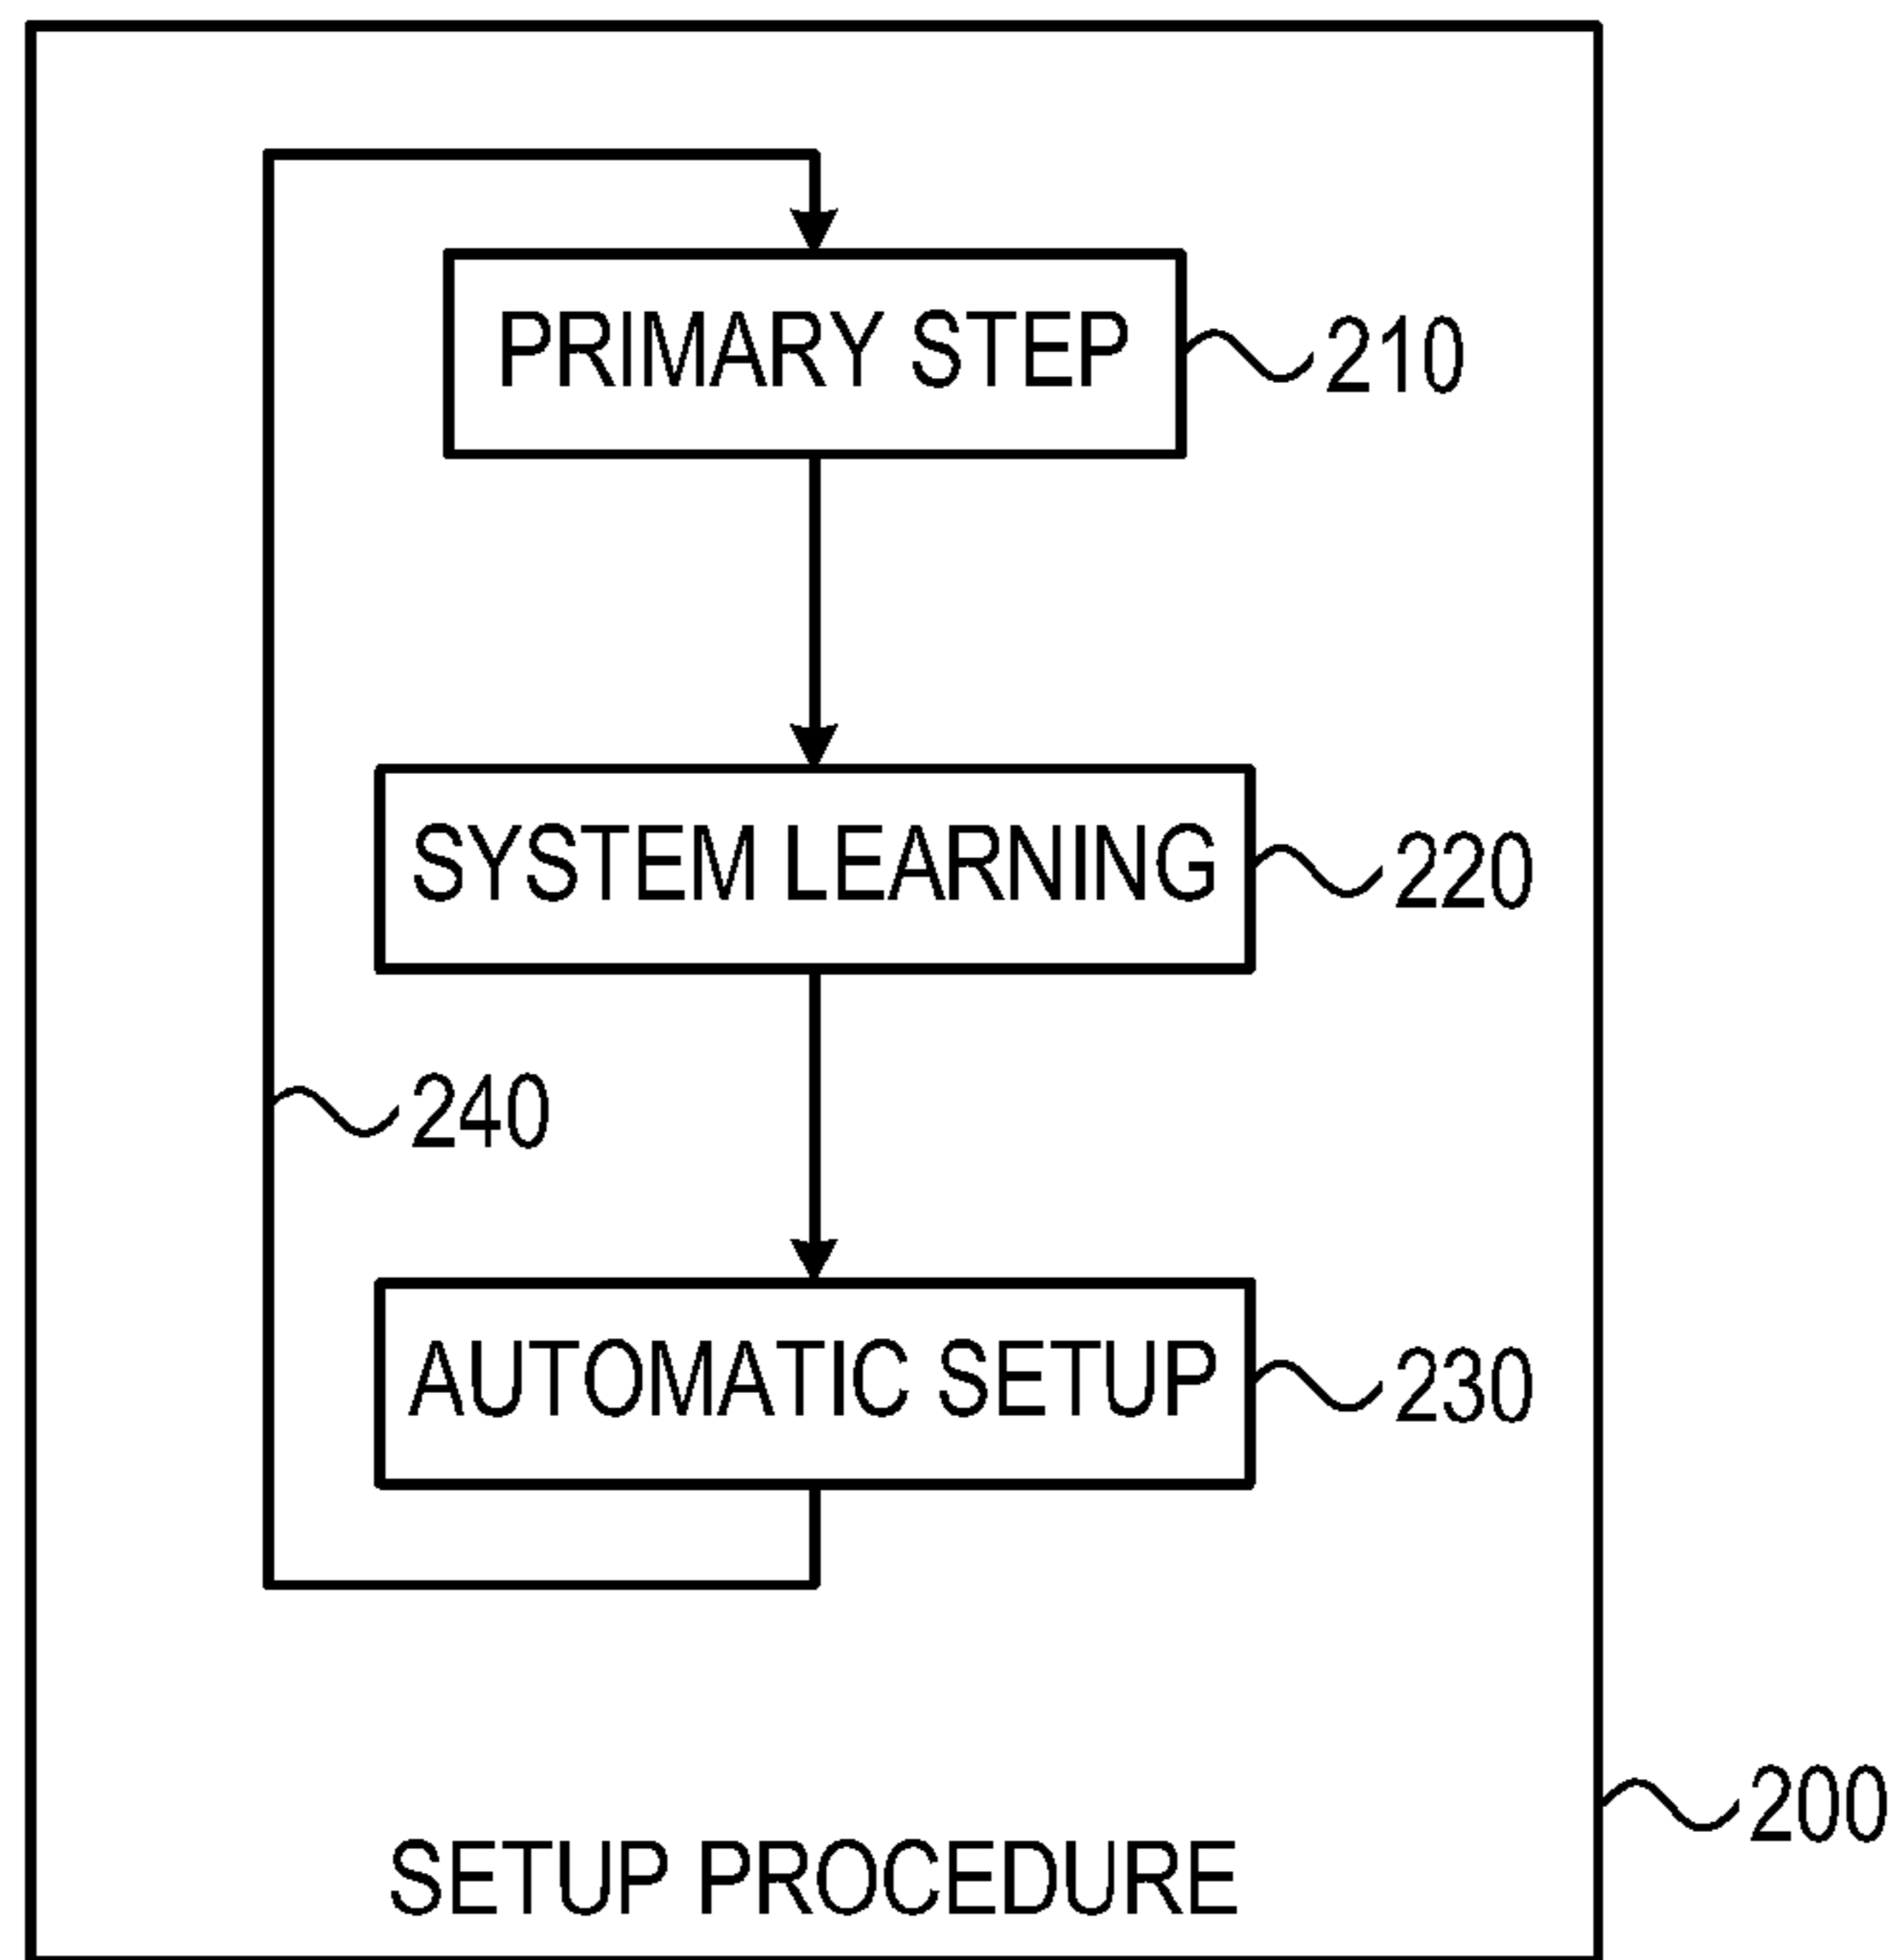 PRIMARY STEP
210
SYSTEM LEARNING
220
240
AUTOMATIC SETUP
230
200
SETUP PROCEDURE